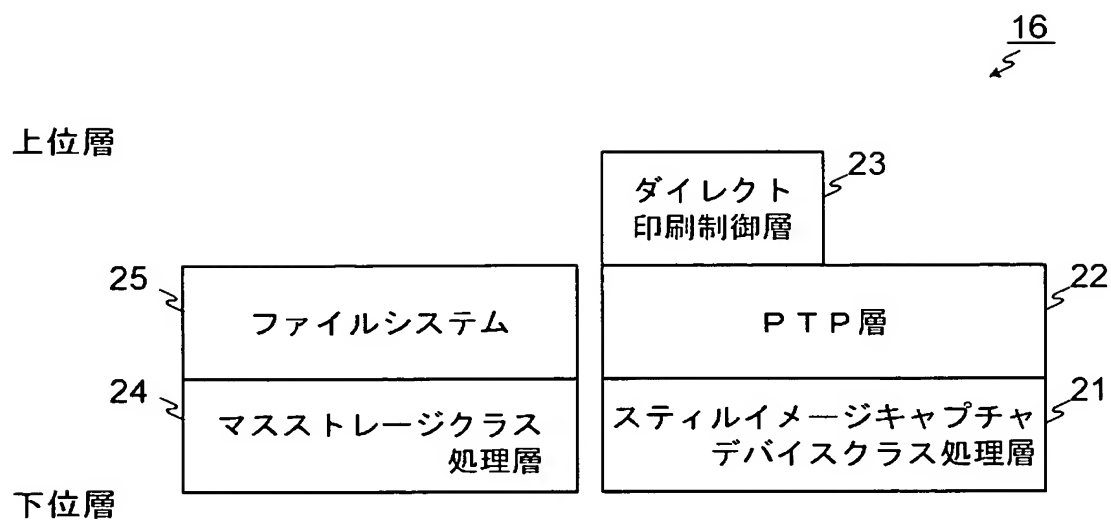 16
上位層
ダイレクト
印刷制御層
23
25
ファイルシステム
PTP層
22
24
マスストレージクラス
処理層
スティルイメージキャプチャ
デバイスクラス処理層
21
下位層